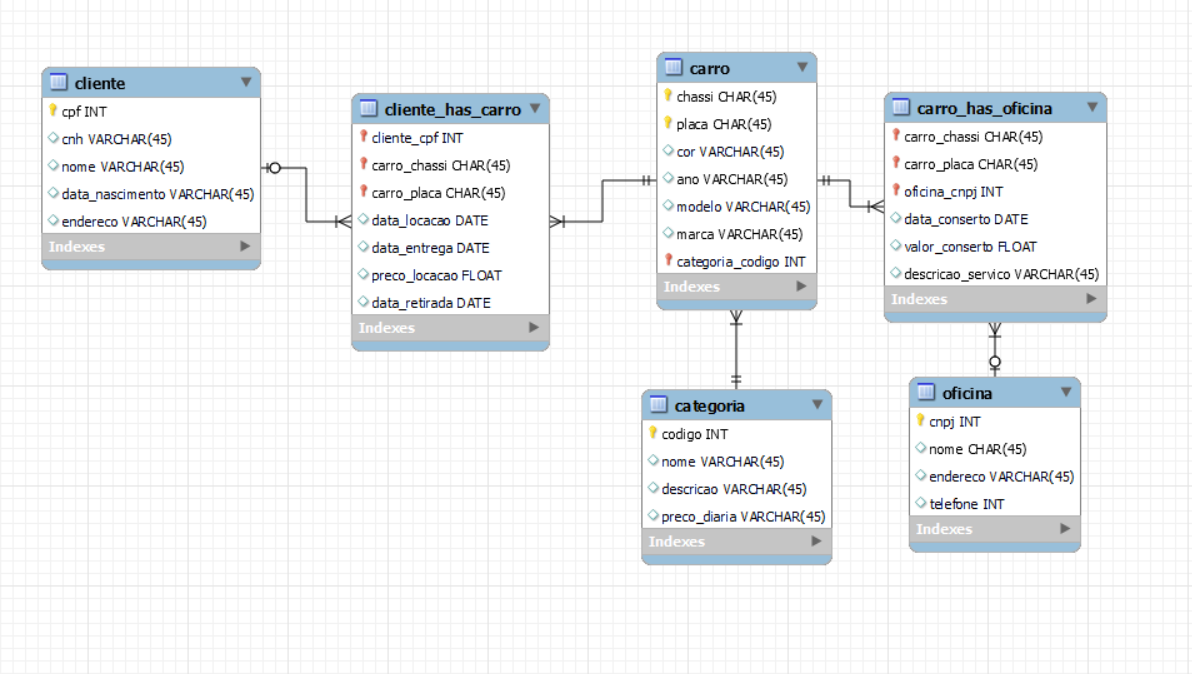 cliente
cpf INT
cnh VARCHAR(45)
nome VARCHAR(45)
data_nascimento VARCHAR(45)
endereco VARCHAR(45)
Indexes
cliente_has_carro
cliente_cpf INT
carro_chassi CHAR(45)
carro_placa CHAR(45)
data_locacao DATE
data_entrega DATE
preco_locacao FLOAT
data_retirada DATE
Indexes
carro
chassi CHAR(45)
placa CHAR(45)
cor VARCHAR(45)
ano VARCHAR(45)
modelo VARCHAR(45)
marca VARCHAR(45)
categoria_codigo INT
Indexes
carro_has_oficina
carro_chassi CHAR(45)
carro_placa CHAR(45)
oficina_cnpj INT
data_conserto DATE
valor_conserto FLOAT
descricao_servico VARCHAR(45)
Indexes
categoria
codigo INT
nome VARCHAR(45)
descricao VARCHAR(45)
preco_diaria VARCHAR(45)
Indexes
oficina
cnpj INT
nome CHAR(45)
endereco VARCHAR(45)
telefone INT
Indexes